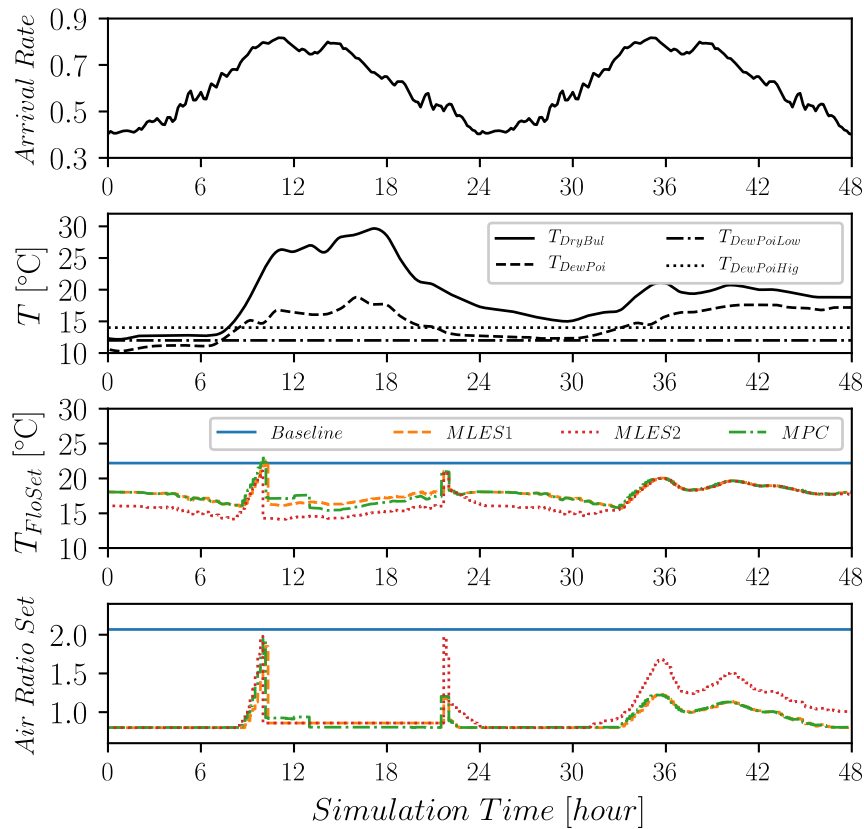 Arrival Rate
0.9
0.7
0.5
0.3
0 6 12 18 24 30 36 42 48
T [°C]
30
25
20
15
10
T_DryBul T_DewPoiLow
T_DewPoi T_DewPoiHig
0 6 12 18 24 30 36 42 48
T_FloSet [°C]
30
25
20
15
10
Baseline MLES1 MLES2 MPC
0 6 12 18 24 30 36 42 48
Air Ratio Set
2.0
1.5
1.0
0 6 12 18 24 30 36 42 48
Simulation Time [hour]